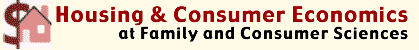 Housing & Consumer Economics
at Family and Consumer Sciences